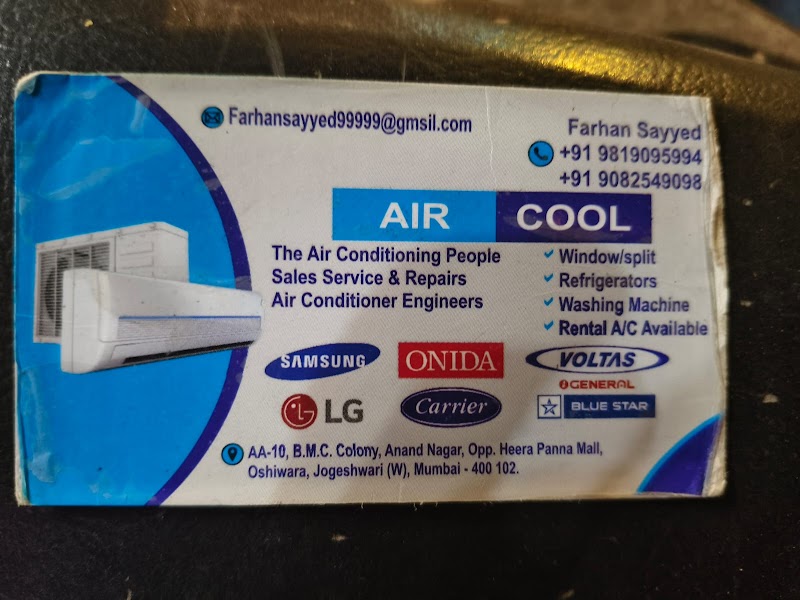 Farhansayyed99999@gmsil.com
Farhan Sayyed
+91 9819095994
+91 9082549098
AIR COOL
The Air Conditioning People
Sales Service & Repairs
Air Conditioner Engineers
Window/split
Refrigerators
Washing Machine
Rental A/C Available
SAMSUNG
ONIDA
VOLTAS
GENERAL
LG
Carrier
BLUE STAR
AA-10, B.M.C. Colony, Anand Nagar, Opp. Heera Panna Mall,
Oshiwara, Jogeshwari (W), Mumbai - 400 102.